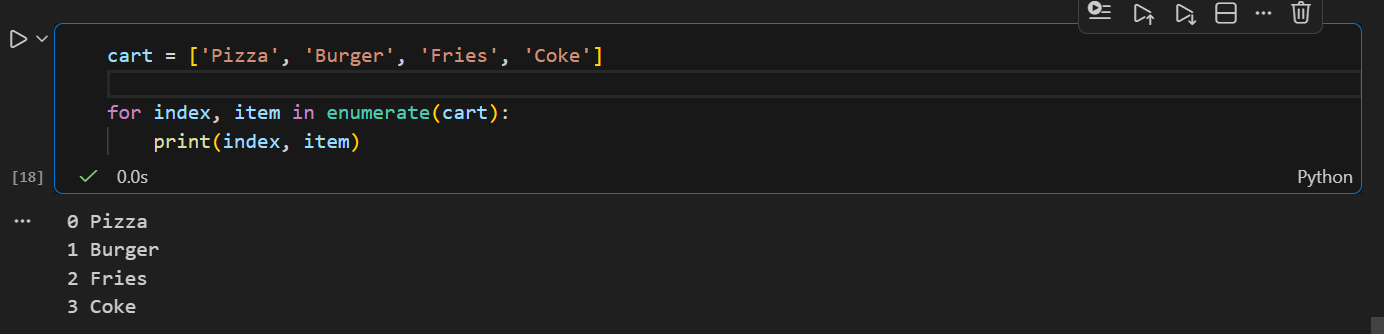 cart = ['Pizza', 'Burger', 'Fries', 'Coke']
for index, item in enumerate(cart):
    print(index, item)
[18] 0.0s Python
0 Pizza
1 Burger
2 Fries
3 Coke